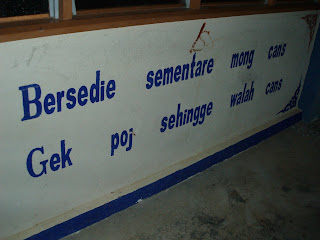 Bersedie sementare mong cans
Gek poj sehingge walah cans